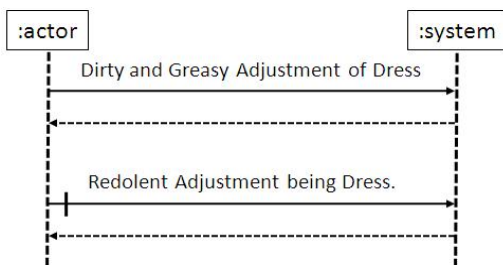 :actor
:system
Dirty and Greasy Adjustment of Dress
Redolent Adjustment being Dress.